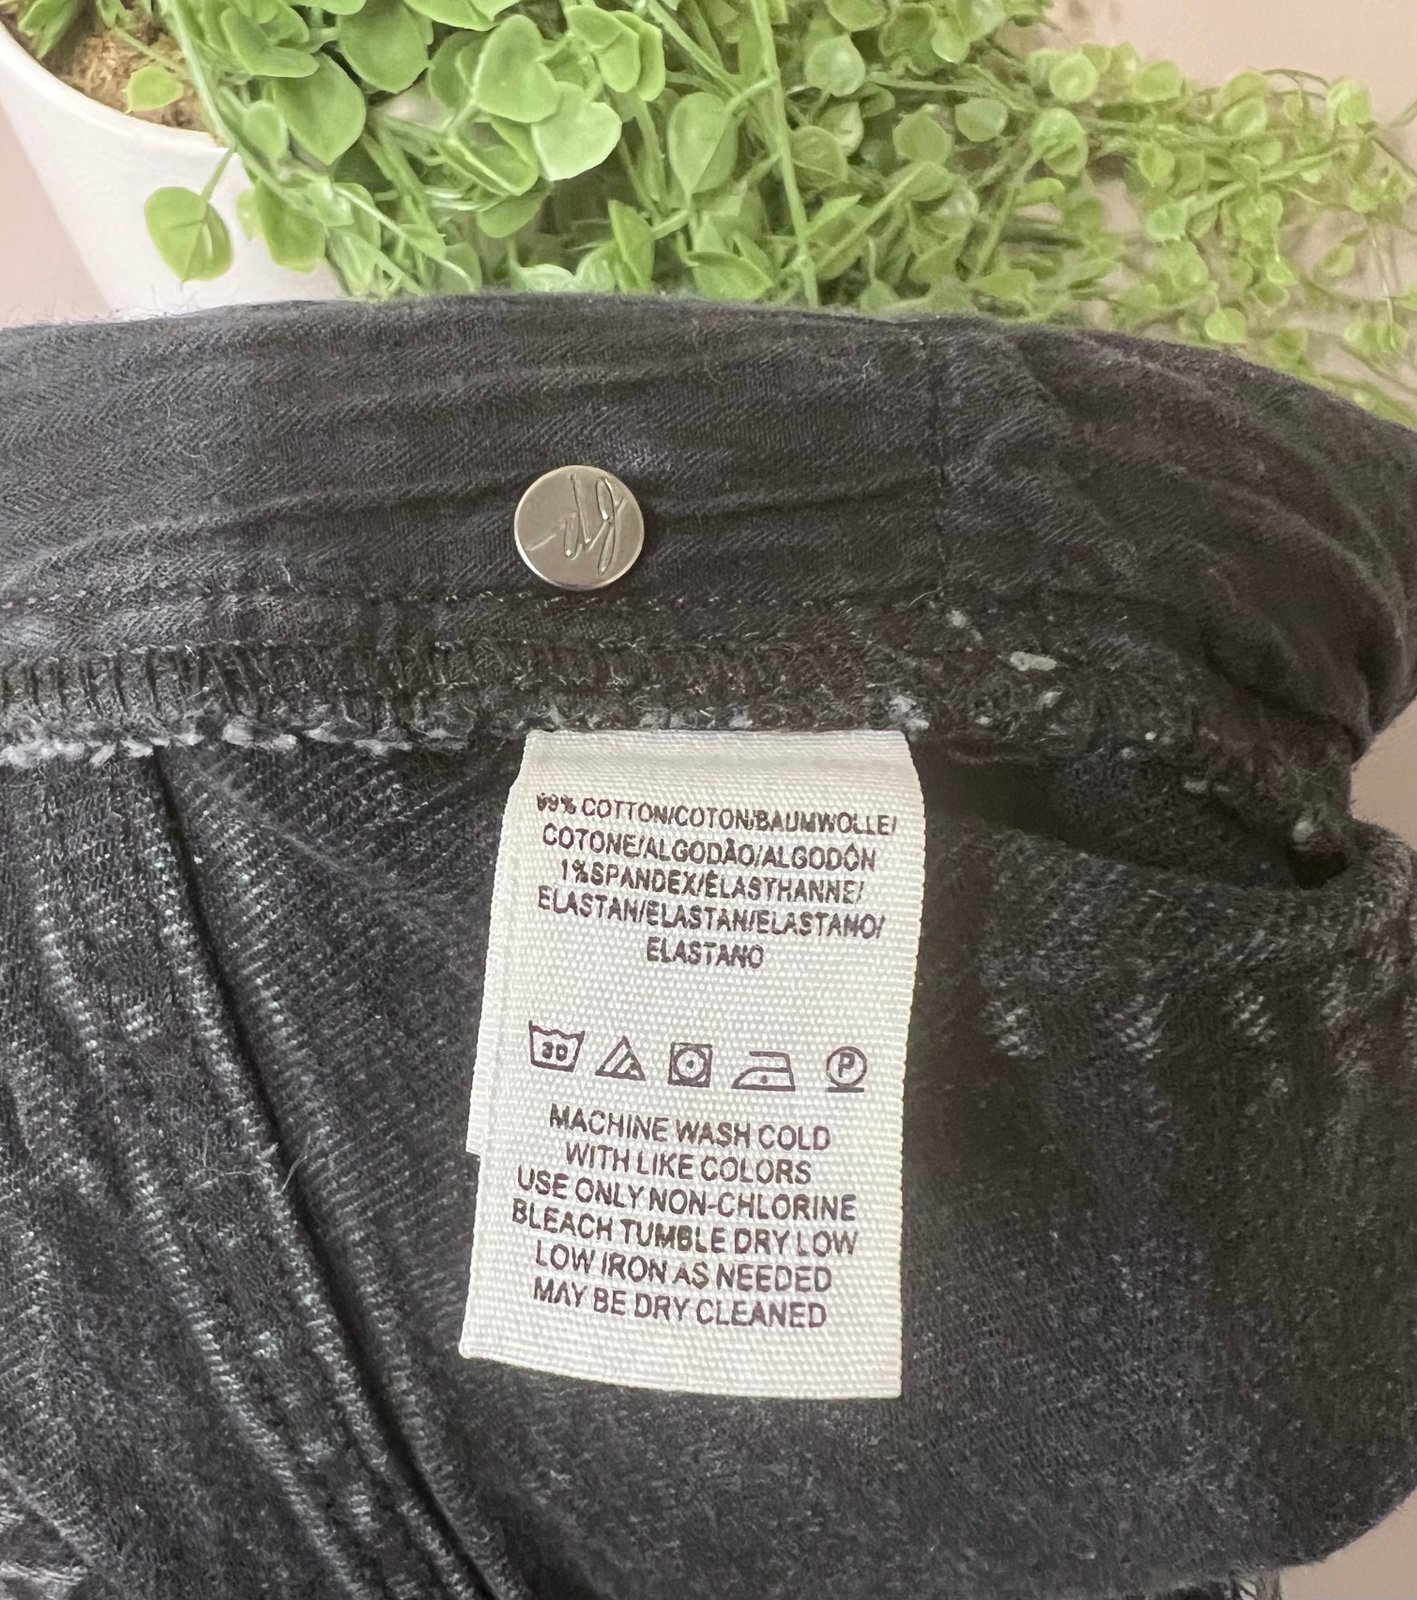 99% COTTON/COTON/BAUMWOLLE/
COTONE/ALGODÃO/ALGODÓN
1%SPANDEX/ÉLASTHANNE/
ELASTAN/ELASTAN/ELASTANO/
ELASTANO
30
P
MACHINE WASH COLD
WITH LIKE COLORS
USE ONLY NON-CHLORINE
BLEACH TUMBLE DRY LOW
LOW IRON AS NEEDED
MAY BE DRY CLEANED